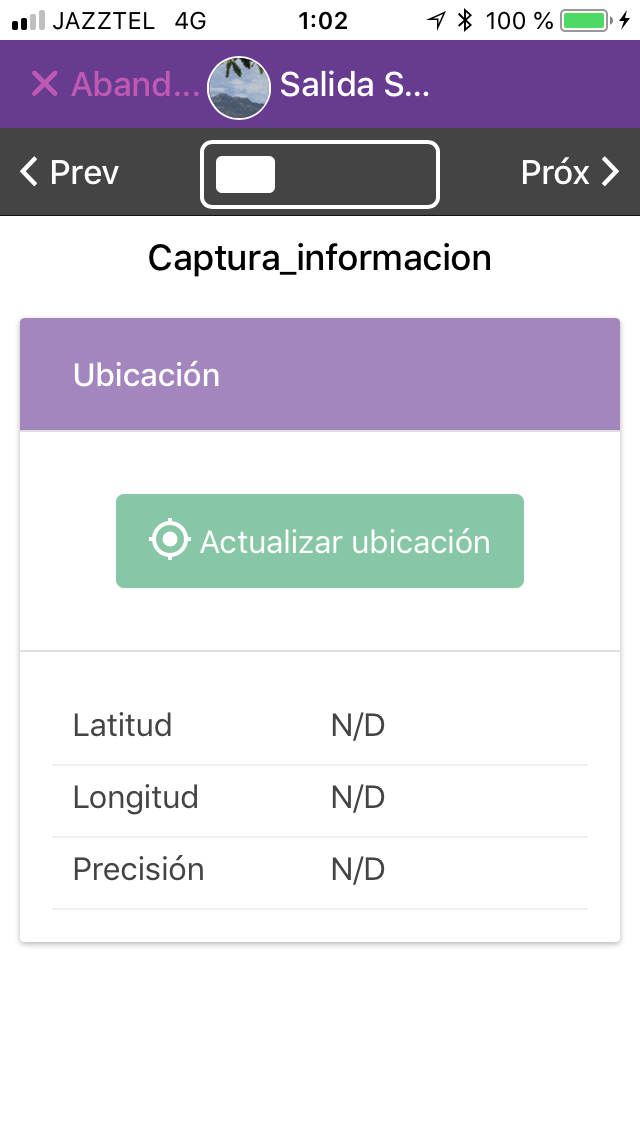 JAZZTEL 4G 1:02 100 %
Aband... Salida S...
Prev Próx
Captura_informacion
Ubicación
Actualizar ubicación
Latitud N/D
Longitud N/D
Precisión N/D